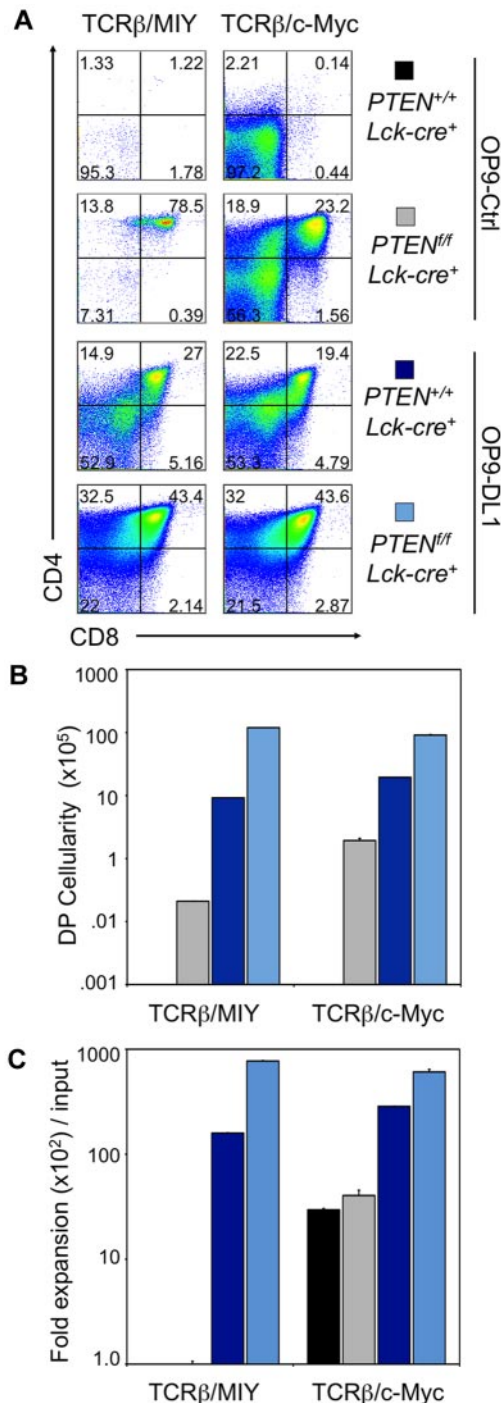 A
TCRβ/MIY TCRβ/c-Myc
1.33 1.22 2.21 0.14
95.3 1.78 97.2 0.44
PTEN+/+
Lck-cre+
13.8 78.5 18.9 23.2
7.31 0.39 56.3 1.56
PTENf/f
Lck-cre+
OP9-Ctrl
14.9 27 22.5 19.4
52.9 5.16 53.3 4.79
PTEN+/+
Lck-cre+
32.5 43.4 32 43.6
22 2.14 21.5 2.87
PTENf/f
Lck-cre+
OP9-DL1
CD4
CD8
B
DP Cellularity (x10⁵)
1000
100
10
1
.01
.001
TCRβ/MIY TCRβ/c-Myc
C
Fold expansion (x10²) / input
1000
100
10
1.0
TCRβ/MIY TCRβ/c-Myc